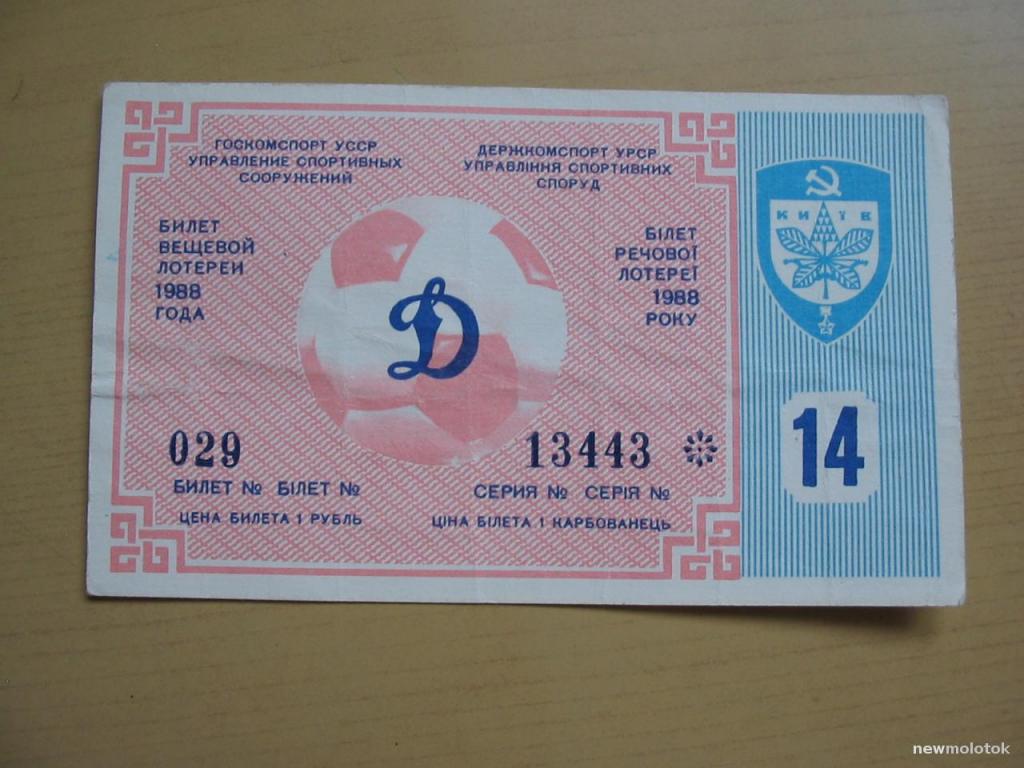 ГОСКОМСПОРТ УССР
УПРАВЛЕНИЕ СПОРТИВНЫХ
СООРУЖЕНИЙ
ДЕРЖКОМСПОРТ УРСР
УПРАВЛІННЯ СПОРТИВНИХ
СПОРУД
БИЛЕТ
ВЕЩЕВОЙ
ЛОТЕРЕИ
1988
ГОДА
Д
БІЛЕТ
РЕЧОВОЇ
ЛОТЕРЕЇ
1988
РОКУ
КИЇВ
029
13443
БИЛЕТ № БІЛЕТ №
СЕРИЯ № СЕРІЯ №
ЦЕНА БИЛЕТА 1 РУБЛЬ
ЦІНА БІЛЕТА 1 КАРБОВАНЕЦЬ
14
newmolotok